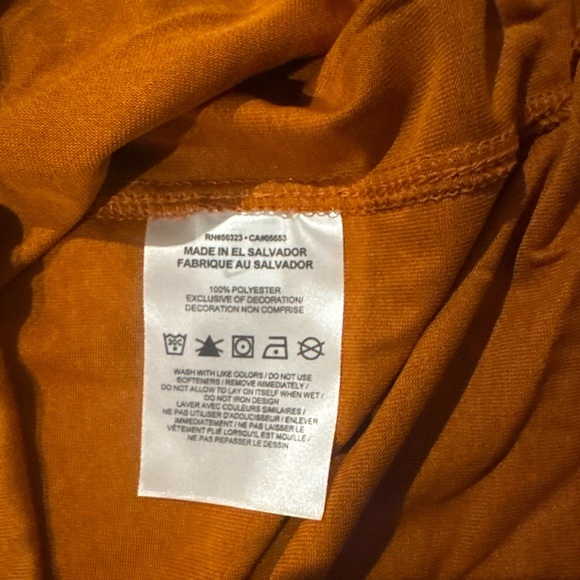 RN#56323 • CA#05553
MADE IN EL SALVADOR
FABRIQUE AU SALVADOR
100% POLYESTER
EXCLUSIVE OF DECORATION/
DECORATION NON COMPRISE
30C
WASH WITH LIKE COLORS / DO NOT USE
SOFTENERS / REMOVE IMMEDIATELY /
DO NOT ALLOW TO LAY ON ITSELF WHEN WET /
DO NOT IRON DESIGN
LAVER AVEC COULEURS SIMILAIRES /
NE PAS UTILISER D'ADOUCISSEUR / ENLEVER
IMMEDIATEMENT / NE PAS LAISSER LE
VÊTEMENT PLIÉ LORSQU'IL EST MOUILLE /
NE PAS REPASSER LE DESSIN